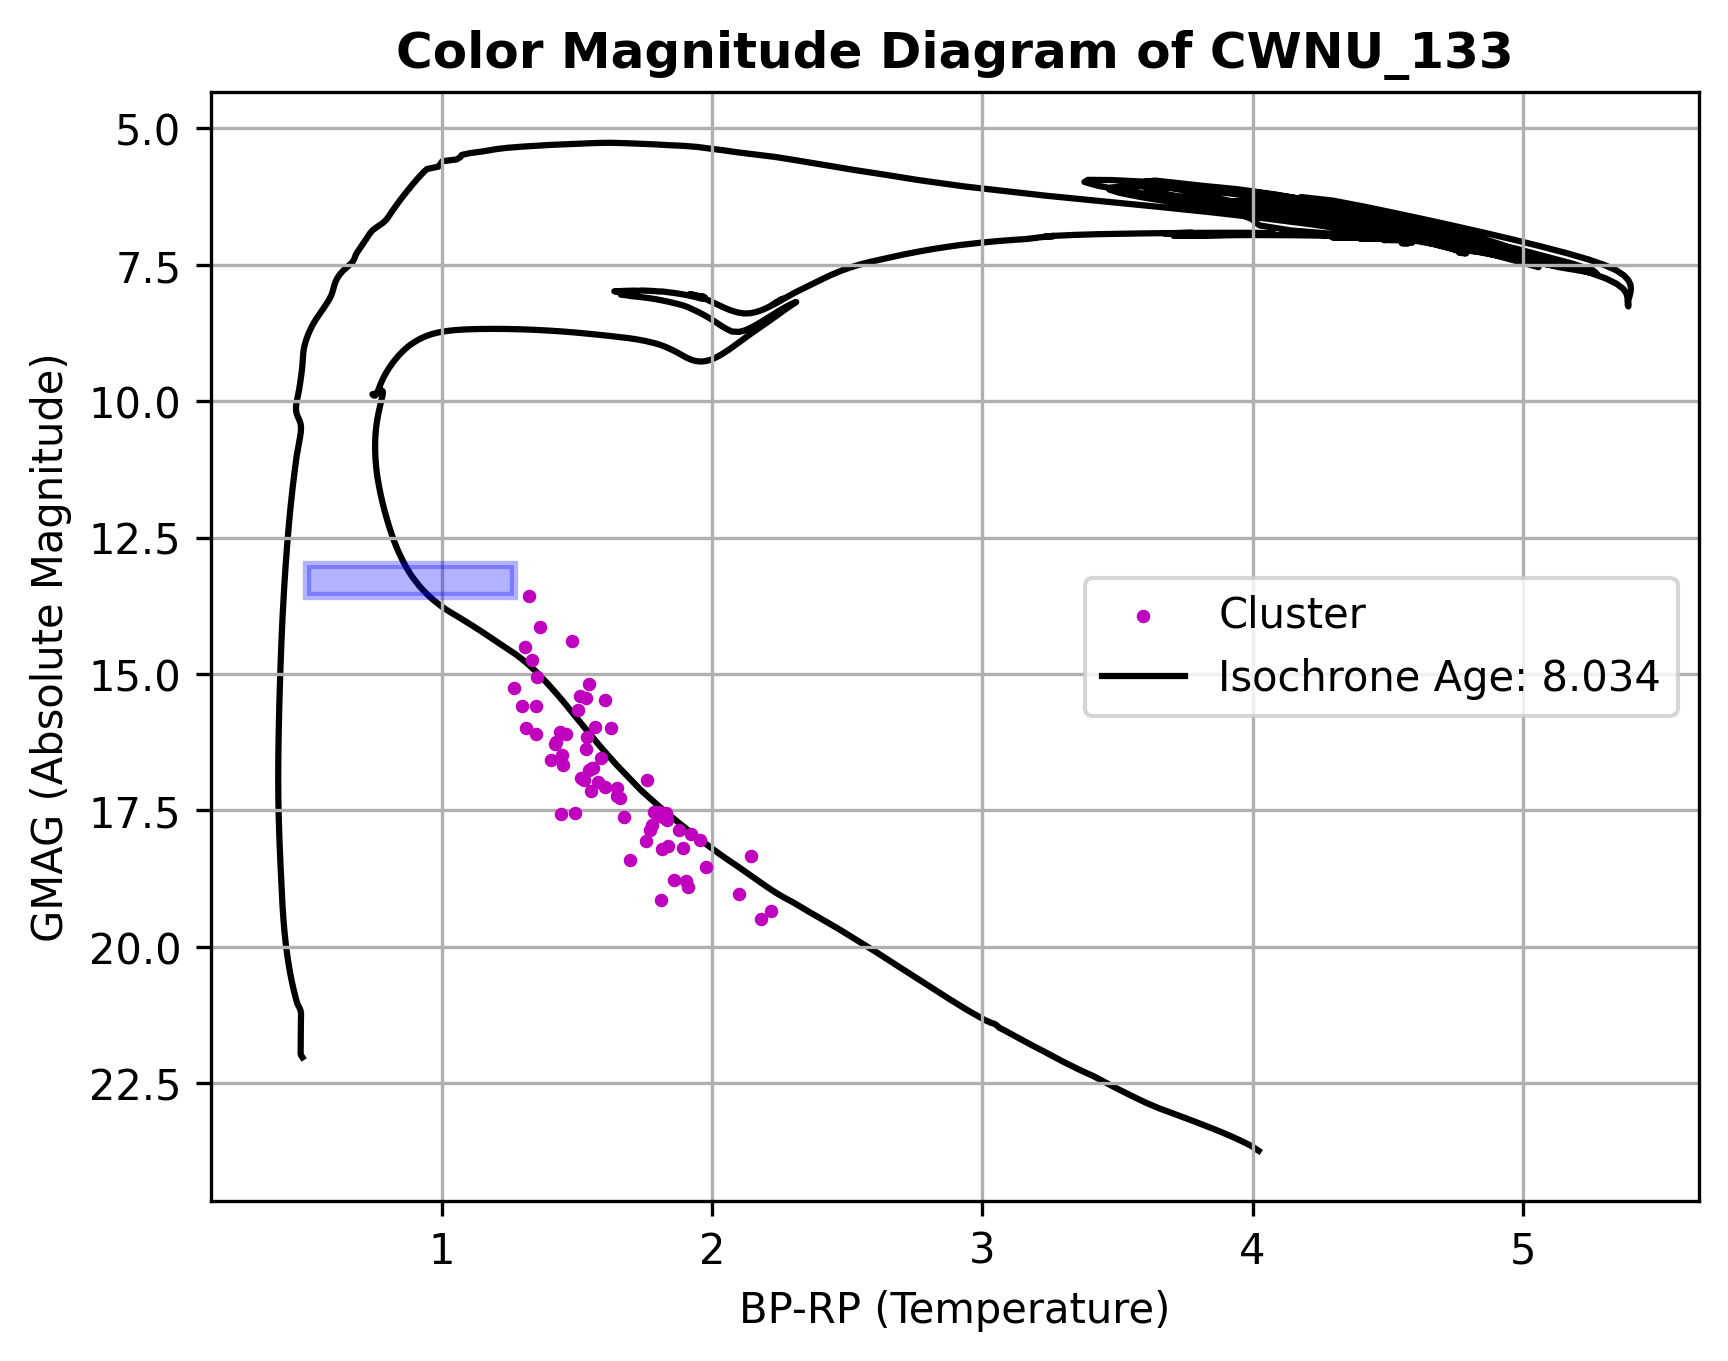 Color Magnitude Diagram of CWNU_133
GMAG (Absolute Magnitude)
5.0
7.5
10.0
12.5
15.0
17.5
20.0
22.5
Cluster
Isochrone Age: 8.034
1 2 3 4 5
BP-RP (Temperature)